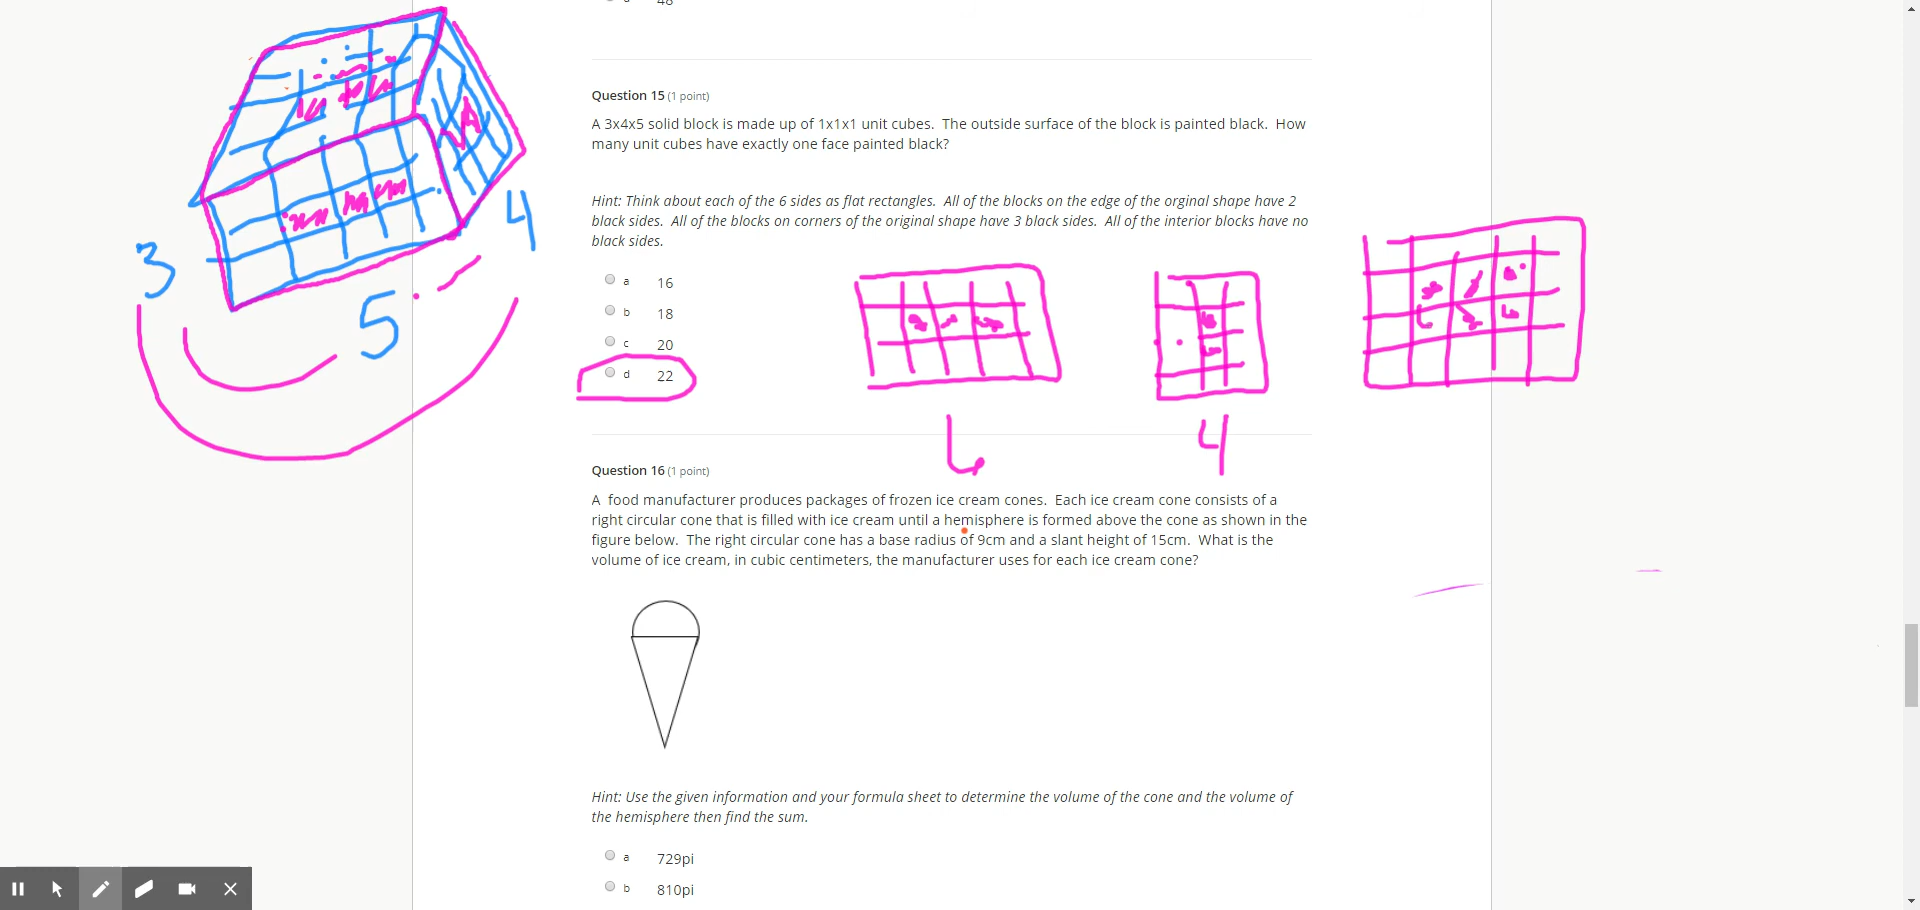 48
Question 15 (1 point)
A 3x4x5 solid block is made up of 1x1x1 unit cubes. The outside surface of the block is painted black. How
many unit cubes have exactly one face painted black?
Hint: Think about each of the 6 sides as flat rectangles. All of the blocks on the edge of the orginal shape have 2
black sides. All of the blocks on corners of the original shape have 3 black sides. All of the interior blocks have no
black sides.
a 16
b 18
c 20
d 22
3
4
5
6
4
Question 16 (1 point)
A food manufacturer produces packages of frozen ice cream cones. Each ice cream cone consists of a
right circular cone that is filled with ice cream until a hemisphere is formed above the cone as shown in the
figure below. The right circular cone has a base radius of 9cm and a slant height of 15cm. What is the
volume of ice cream, in cubic centimeters, the manufacturer uses for each ice cream cone?
Hint: Use the given information and your formula sheet to determine the volume of the cone and the volume of
the hemisphere then find the sum.
a 729pi
b 810pi